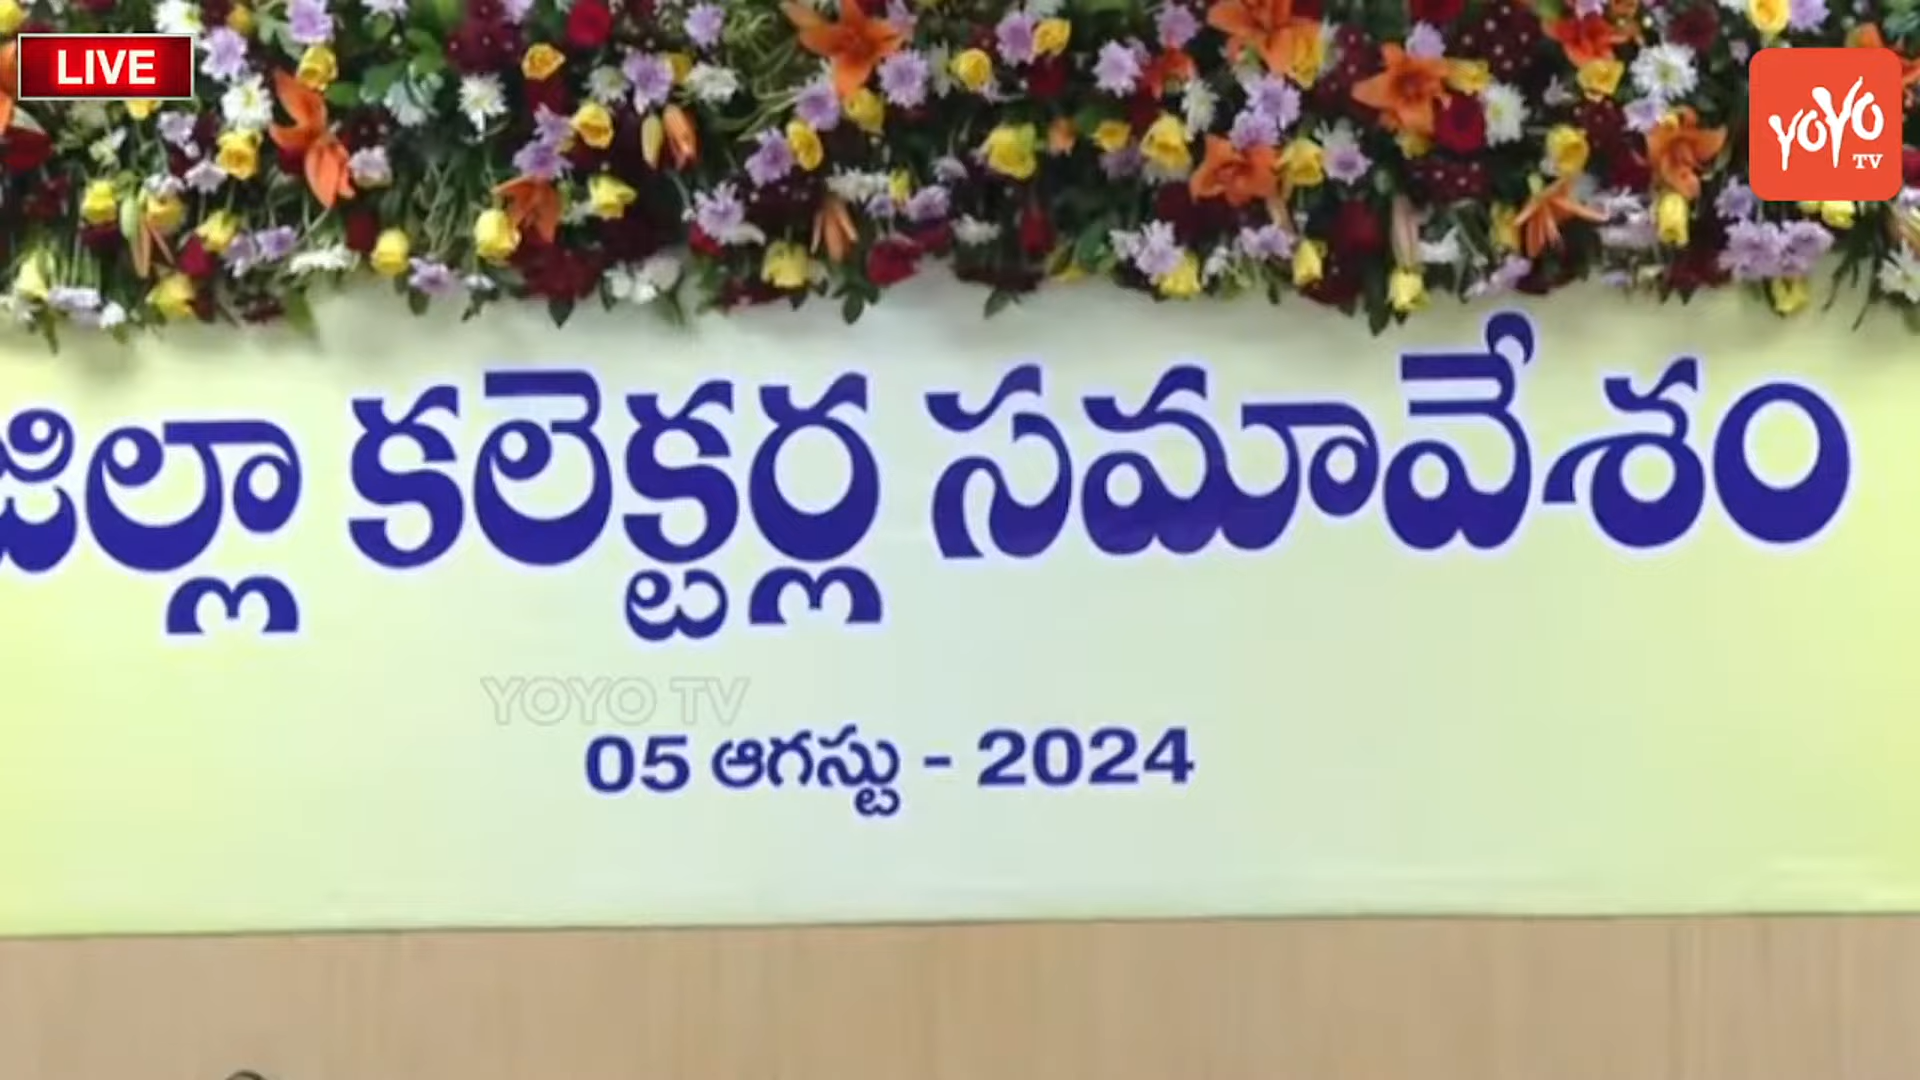 LIVE
YOYO
TV
జిల్లా కలెక్టర్ల సమావేశం
YOYO TV
05 ఆగస్టు - 2024